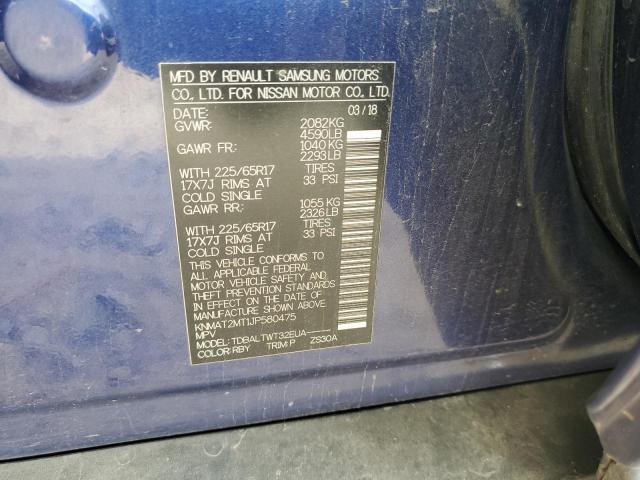 MFD BY RENAULT SAMSUNG MOTORS
CO., LTD. FOR NISSAN MOTOR CO., LTD.
DATE: 03/18
GVWR: 2082KG
4590LB
GAWR FR: 1040KG
2293LB
WITH 225/65R17 TIRES
17X7J RIMS AT 33 PSI
COLD SINGLE
GAWR RR: 1055KG
2326LB
WITH 225/65R17 TIRES
17X7J RIMS AT 33 PSI
COLD SINGLE
THIS VEHICLE CONFORMS TO
ALL APPLICABLE FEDERAL
MOTOR VEHICLE SAFETY AND
THEFT PREVENTION STANDARDS
IN EFFECT ON THE DATE OF
MANUFACTURE SHOWN ABOVE.
KNMAT2MT1JP580475
MPV
MODEL: TDBALTWT32EUA-----
COLOR:RBY TRIM:P ZS30A